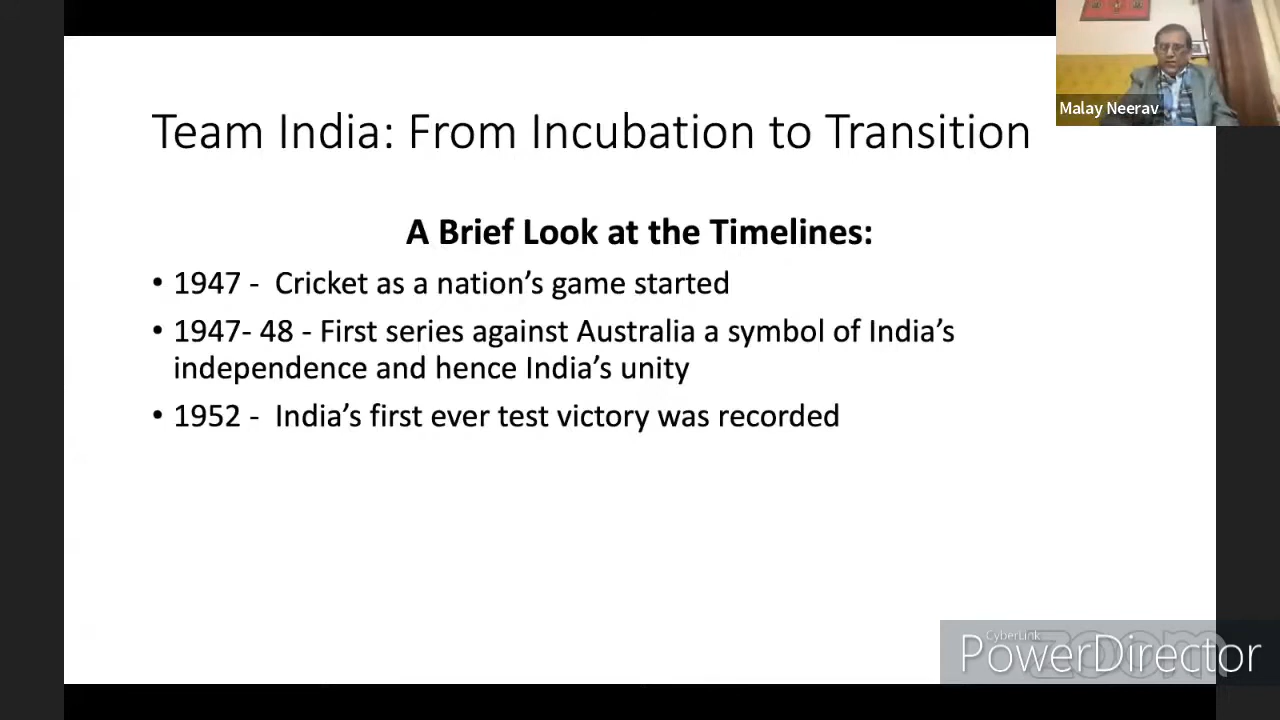 Malay Neerav
Team India: From Incubation to Transition
A Brief Look at the Timelines:
• 1947 -  Cricket as a nation’s game started
• 1947- 48 - First series against Australia a symbol of India’s
independence and hence India’s unity
• 1952 -  India’s first ever test victory was recorded
CyberLink
zoom
PowerDirector